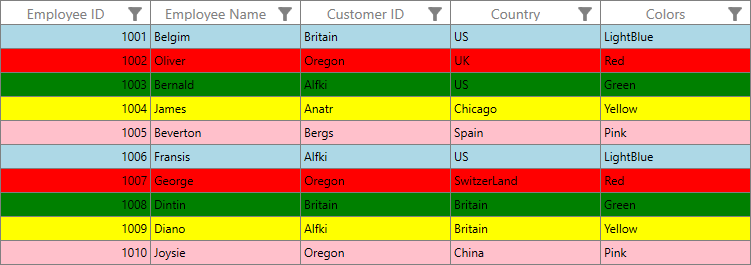 Employee ID Employee Name Customer ID Country Colors
1001 Belgim Britain US LightBlue
1002 Oliver Oregon UK Red
1003 Bernald Alfki US Green
1004 James Anatr Chicago Yellow
1005 Beverton Bergs Spain Pink
1006 Fransis Alfki US LightBlue
1007 George Oregon SwitzerLand Red
1008 Dintin Britain Britain Green
1009 Diano Alfki Britain Yellow
1010 Joysie Oregon China Pink